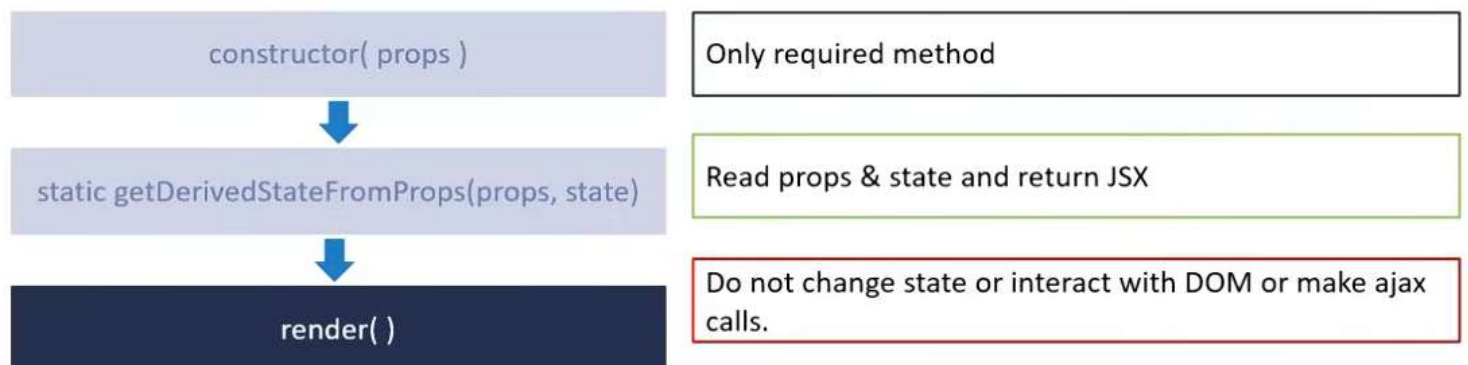 constructor( props )
Only required method
static getDerivedStateFromProps(props, state)
Read props & state and return JSX
render( )
Do not change state or interact with DOM or make ajax
calls.